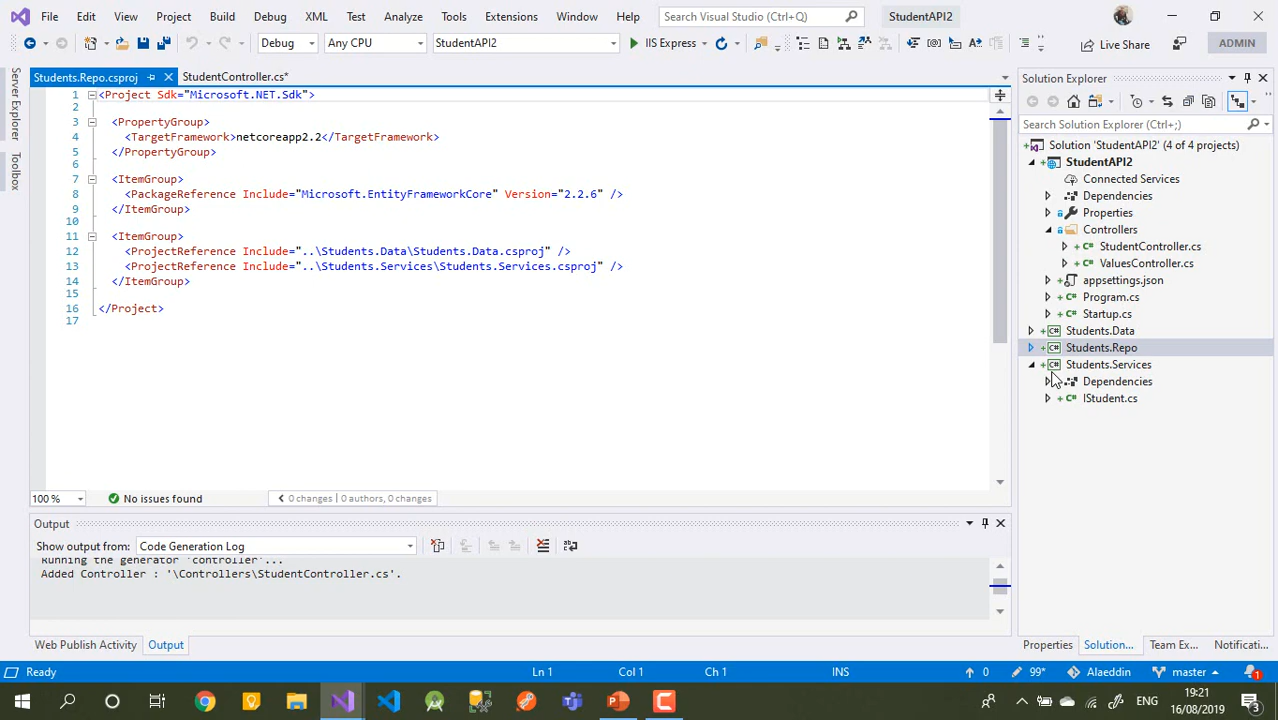 File Edit View Project Build Debug XML Test Analyze Tools Extensions Window Help Search Visual Studio (Ctrl+Q) StudentAPI2
Debug Any CPU StudentAPI2 IIS Express Live Share ADMIN
Server Explorer
Toolbox
Students.Repo.csproj StudentController.cs*
1 <Project Sdk="Microsoft.NET.Sdk">
2
3 <PropertyGroup>
4 <TargetFramework>netcoreapp2.2</TargetFramework>
5 </PropertyGroup>
6
7 <ItemGroup>
8 <PackageReference Include="Microsoft.EntityFrameworkCore" Version="2.2.6" />
9 </ItemGroup>
10
11 <ItemGroup>
12 <ProjectReference Include="..\Students.Data\Students.Data.csproj" />
13 <ProjectReference Include="..\Students.Services\Students.Services.csproj" />
14 </ItemGroup>
15
16 </Project>
17
100 % No issues found 0 changes | 0 authors, 0 changes
Output
Show output from: Code Generation Log
Running the generator 'controller'...
Added Controller : '\Controllers\StudentController.cs'.
Web Publish Activity Output
Solution Explorer
Search Solution Explorer (Ctrl+;)
Solution 'StudentAPI2' (4 of 4 projects)
StudentAPI2
Connected Services
Dependencies
Properties
Controllers
StudentController.cs
ValuesController.cs
appsettings.json
Program.cs
Startup.cs
Students.Data
Students.Repo
Students.Services
Dependencies
IStudent.cs
Properties Solution... Team Ex... Notificati...
Ready Ln 1 Col 1 Ch 1 INS 0 99* Alaeddin master 1
ENG 19:21 16/08/2019 3